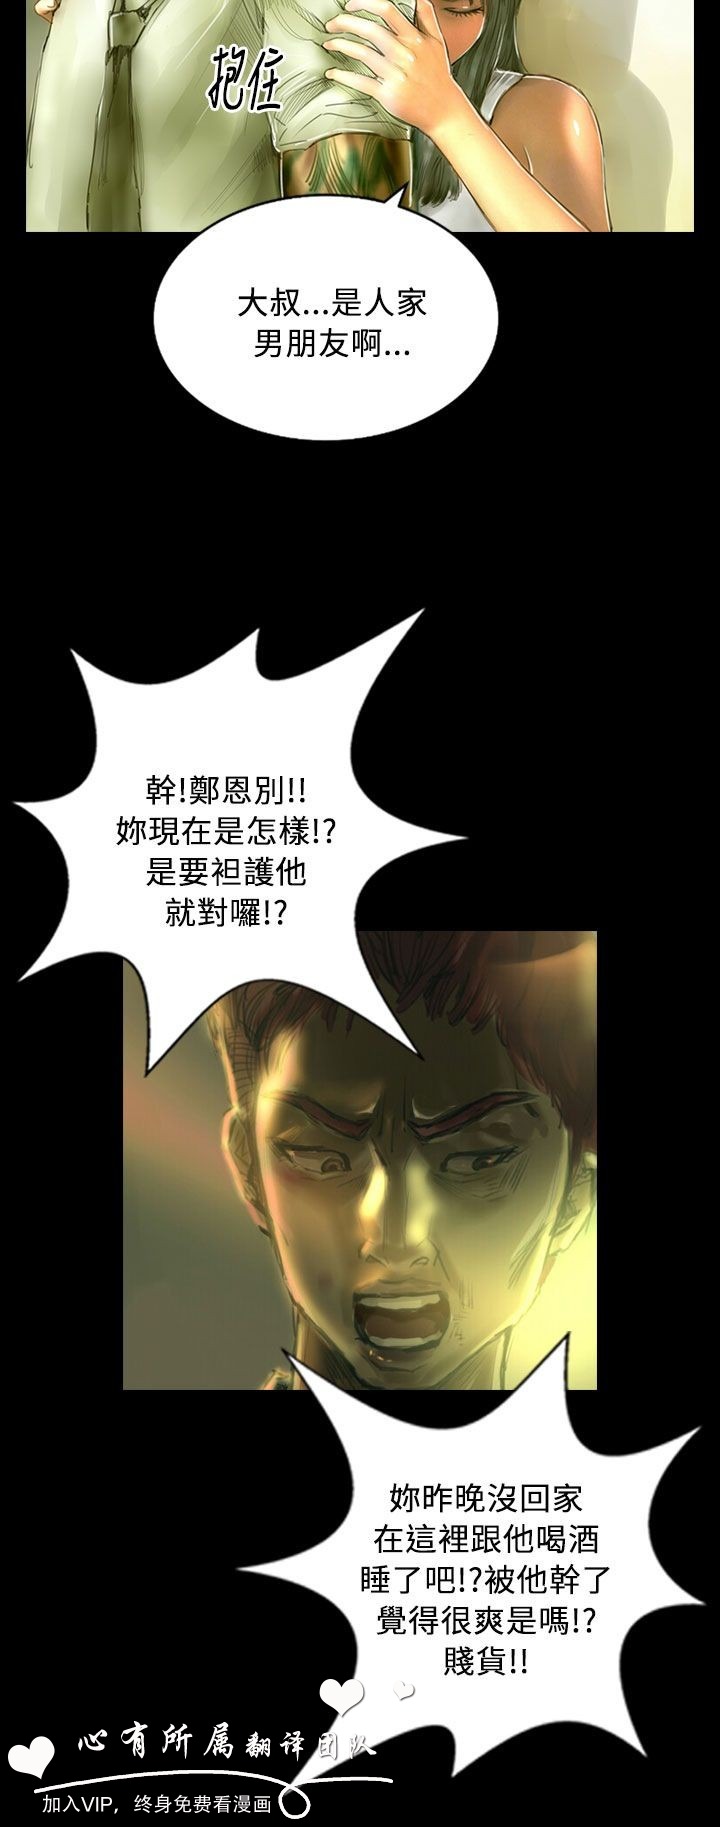 抱住
大叔...是人家
男朋友啊...
幹!鄭恩別!!
妳現在是怎樣!?
是要袒護他
就對囉!?
妳昨晚沒回家
在這裡跟他喝酒
睡了吧!?被他幹了
覺得很爽是嗎!?
賤貨!!
心有所属翻译团队
加入VIP，终身免费看漫画